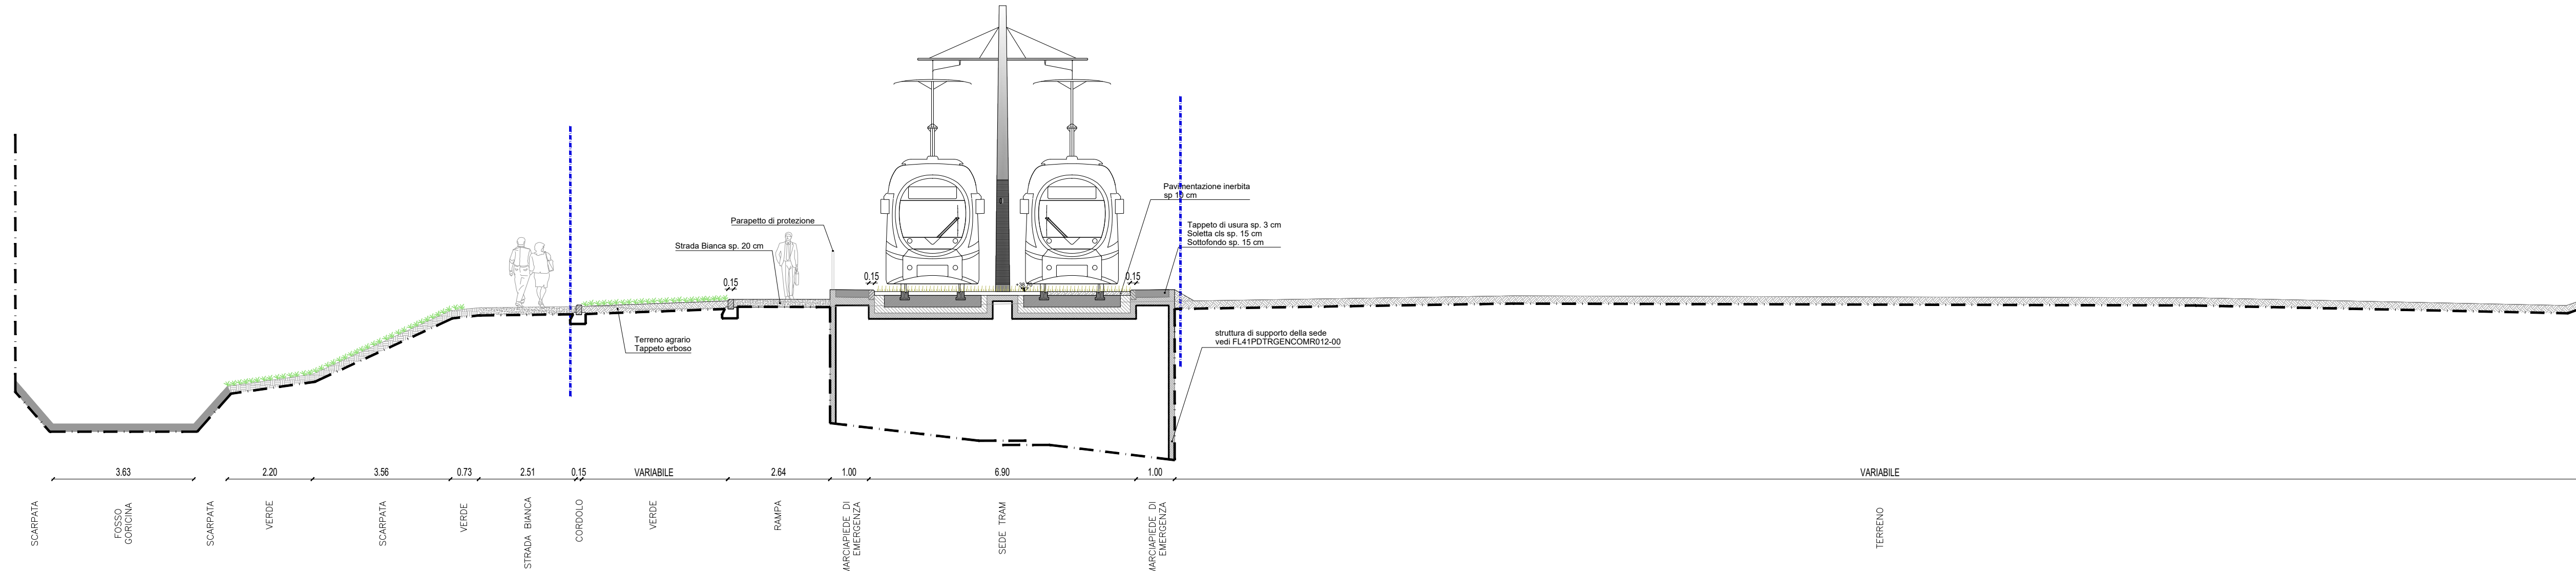 Pavimentazione inerbita
sp 15 cm
Parapetto di protezione
Tappeto di usura sp. 3 cm
Soletta cls sp. 15 cm
Sottofondo sp. 15 cm
Strada Bianca sp. 20 cm
0,15
0,15
0,15
struttura di supporto della sede
vedi FL41PDTRGENCOMR012-00
Terreno agrario
Tappeto erboso
3.63
2.20
3.56
0.73
2.51
0,15
VARIABILE
2.64
1.00
6.90
1.00
VARIABILE
SCARPATA
FOSSO
GORICINA
SCARPATA
VERDE
SCARPATA
VERDE
STRADA BIANCA
CORDOLO
VERDE
RAMPA
MARCIAPIEDE DI
EMERGENZA
SEDE TRAM
MARCIAPIEDE DI
EMERGENZA
TERRENO